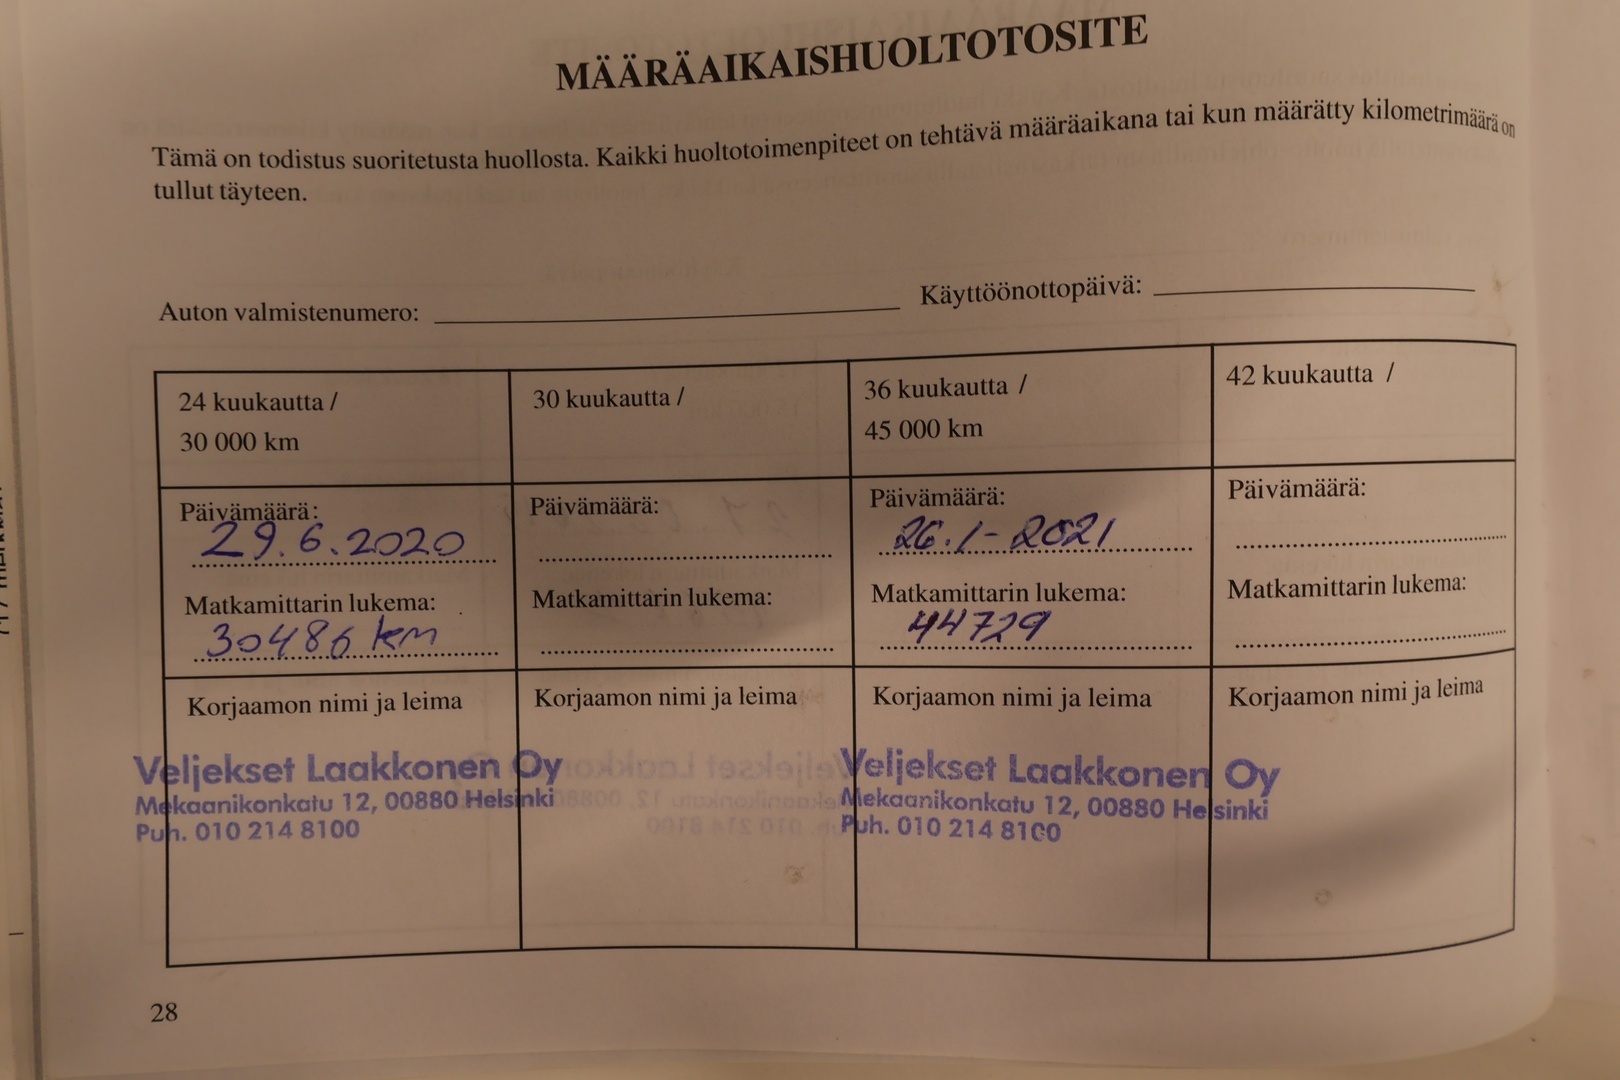 MÄÄRÄAIKAISHUOLTOTOSITE
Tämä on todistus suoritetusta huollosta. Kaikki huoltotoimenpiteet on tehtävä määräaikana tai kun määrätty kilometrimäärä on
tullut täyteen.
Auton valmistenumero:
Käyttöönottopäivä:
24 kuukautta /
30 000 km
Päivämäärä:
29.6.2020
Matkamittarin lukema:
30486 km
Korjaamon nimi ja leima
Veljekset Laakkonen Oy
Mekaanikonkatu 12, 00880 Helsinki
Puh. 010 214 8100
30 kuukautta /
Päivämäärä:
Matkamittarin lukema:
Korjaamon nimi ja leima
36 kuukautta /
45 000 km
Päivämäärä:
26.1-2021
Matkamittarin lukema:
44729
Korjaamon nimi ja leima
Veljekset Laakkonen Oy
Mekaanikonkatu 12, 00880 Helsinki
Puh. 010 214 8100
42 kuukautta /
Päivämäärä:
Matkamittarin lukema:
Korjaamon nimi ja leima
28